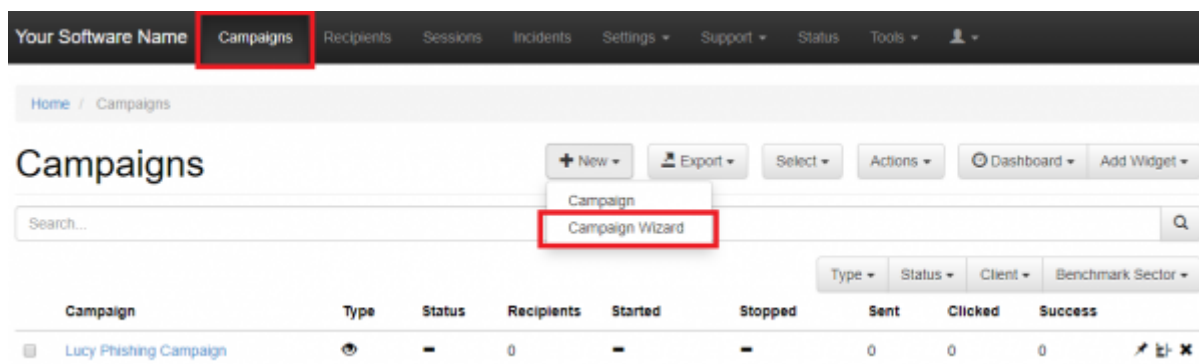 Your Software Name Campaigns Recipients Sessions Incidents Settings Support Status Tools
Home / Campaigns
Campaigns
New Export Select Actions Dashboard Add Widget
Campaign
Campaign Wizard
Search...
Type Status Client Benchmark Sector
Campaign Type Status Recipients Started Stopped Sent Clicked Success
Lucy Phishing Campaign - 0 - - 0 0 0